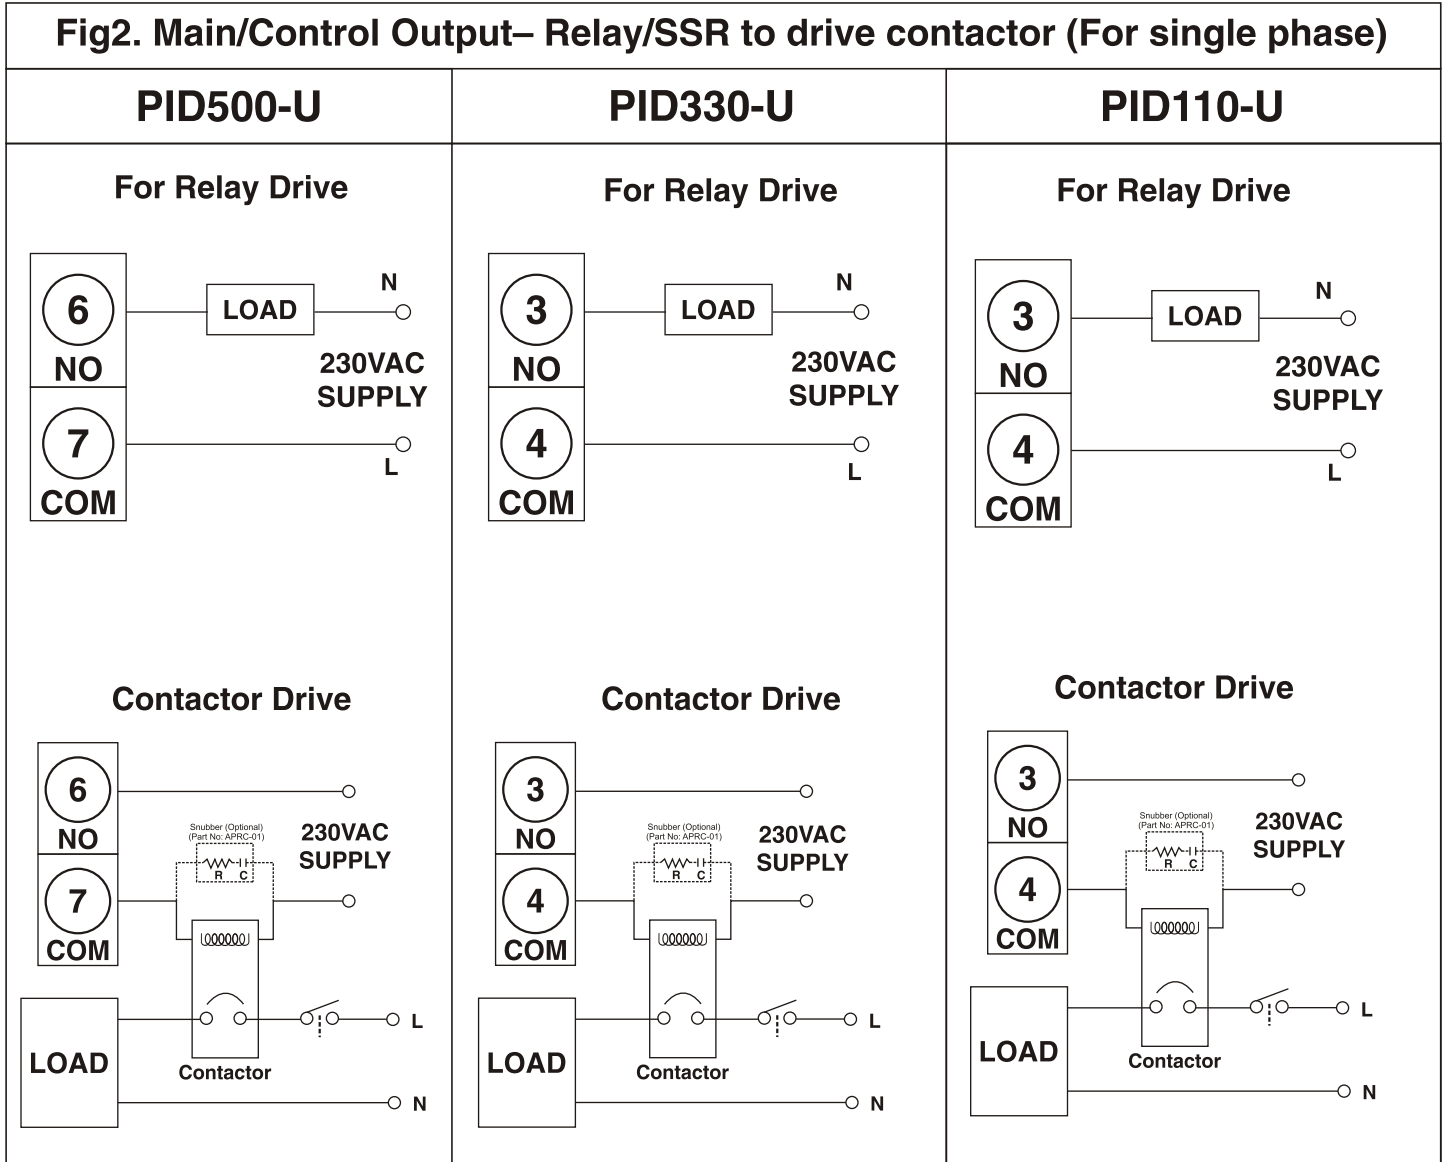 Fig2. Main/Control Output– Relay/SSR to drive contactor (For single phase)
PID500-U
PID330-U
PID110-U
For Relay Drive
6
NO
7
COM
LOAD
N
230VAC
SUPPLY
L
For Relay Drive
3
NO
4
COM
LOAD
N
230VAC
SUPPLY
L
For Relay Drive
3
NO
4
COM
LOAD
N
230VAC
SUPPLY
L
Contactor Drive
6
NO
7
COM
Snubber (Optional)
(Part No: APRC-01)
R C
230VAC
SUPPLY
LOAD
Contactor
L
N
Contactor Drive
3
NO
4
COM
Snubber (Optional)
(Part No: APRC-01)
R C
230VAC
SUPPLY
LOAD
Contactor
L
N
Contactor Drive
3
NO
4
COM
Snubber (Optional)
(Part No: APRC-01)
R C
230VAC
SUPPLY
LOAD
Contactor
L
N